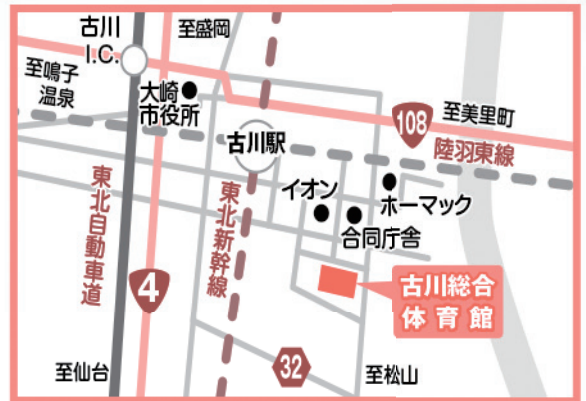 古川
I.C.
至盛岡
至鳴子
温泉
大崎
市役所
108
至美里町
古川駅
陸羽東線
イオン
ホーマック
合同庁舎
東北自動車道
東北新幹線
4
古川総合
体育館
32
至仙台
至松山